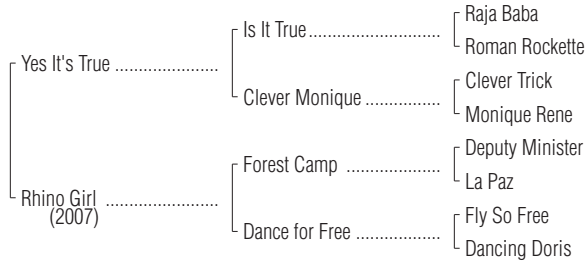 Raja Baba
Is It True
Roman Rockette
Yes It's True
Clever Trick
Clever Monique
Monique Rene
Deputy Minister
Forest Camp
La Paz
Rhino Girl
(2007)
Fly So Free
Dance for Free
Dancing Doris